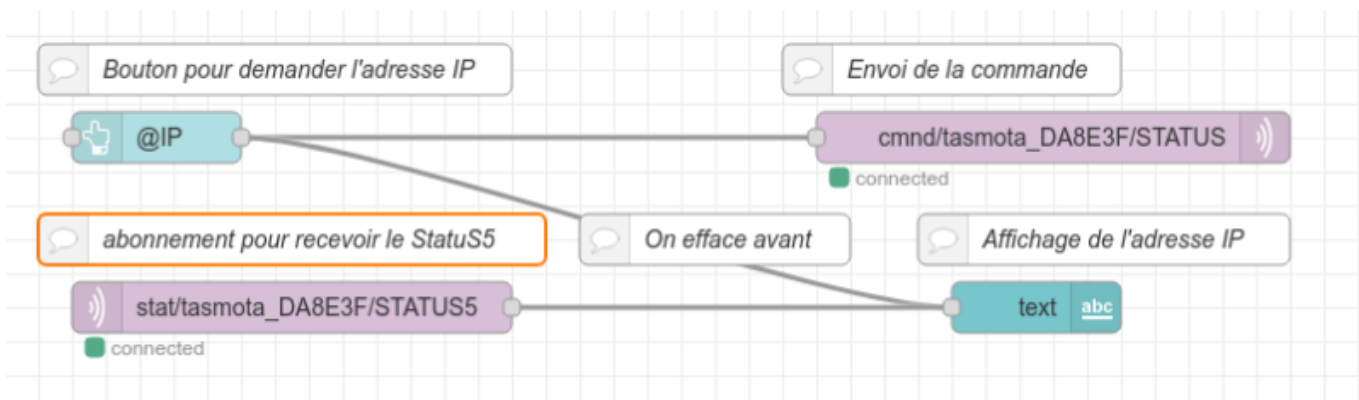 Bouton pour demander l'adresse IP
Envoi de la commande
@IP
cmnd/tasmota_DA8E3F/STATUS
connected
abonnement pour recevoir le StatuS5
On efface avant
Affichage de l'adresse IP
stat/tasmota_DA8E3F/STATUS5
text
abc
connected